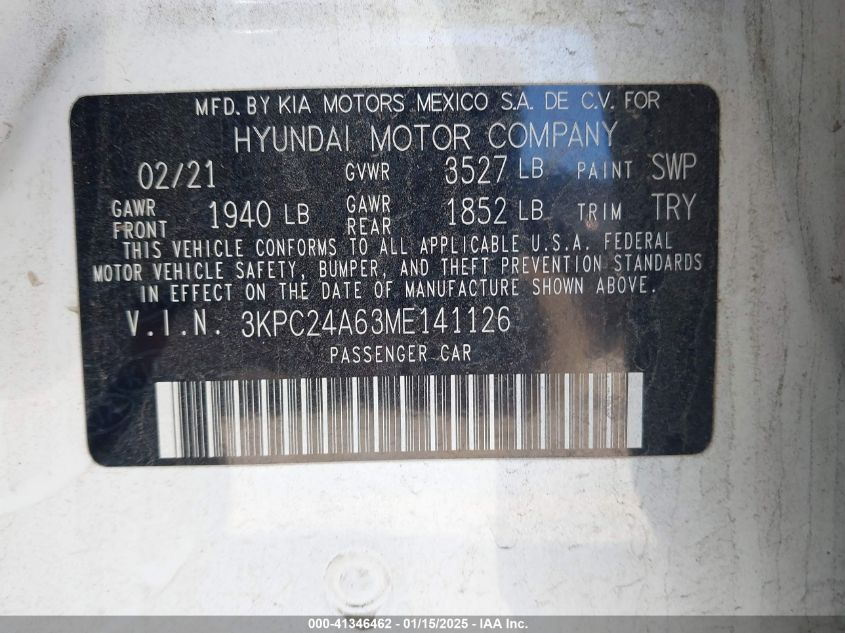 MFD. BY KIA MOTORS MEXICO S.A. DE C.V. FOR
HYUNDAI MOTOR COMPANY
02/21 GVWR 3527 LB PAINT SWP
GAWR FRONT 1940 LB GAWR REAR 1852 LB TRIM TRY
THIS VEHICLE CONFORMS TO ALL APPLICABLE U.S.A. FEDERAL
MOTOR VEHICLE SAFETY, BUMPER, AND THEFT PREVENTION STANDARDS
IN EFFECT ON THE DATE OF MANUFACTURE SHOWN ABOVE.
V.I.N. 3KPC24A63ME141126
PASSENGER CAR
000-41346462 - 01/15/2025 - IAA Inc.